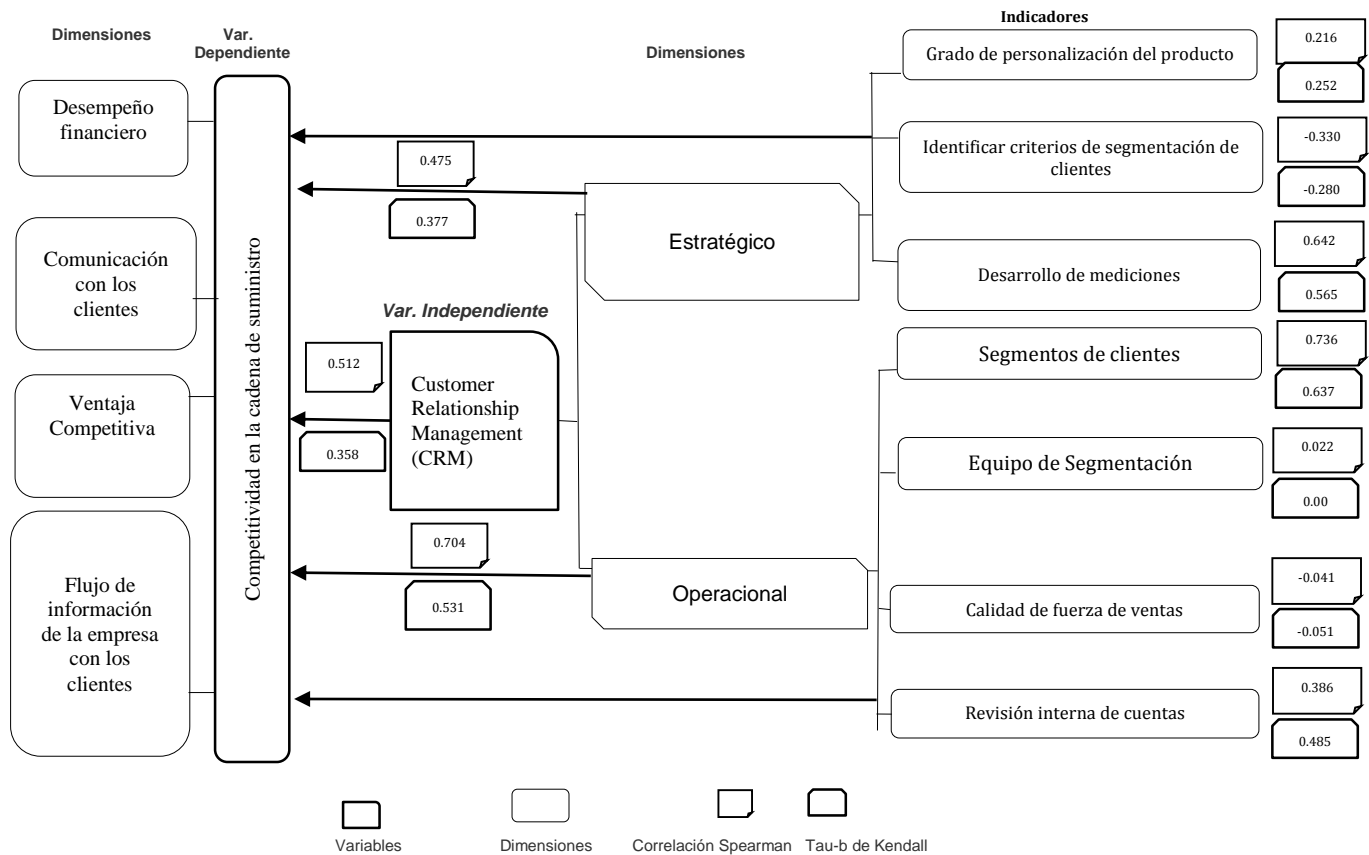 Dimensiones
Var.
Dependiente
Dimensiones
Indicadores
Desempeño
financiero
Comunicación
con los
clientes
Ventaja
Competitiva
Flujo de
información
de la empresa
con los
clientes
Competitividad en la cadena de suministro
0.475
0.377
Var. Independiente
0.512
0.358
Customer
Relationship
Management
(CRM)
0.704
0.531
Estratégico
Operacional
Grado de personalización del producto
0.216
0.252
Identificar criterios de segmentación de
clientes
-0.330
-0.280
Desarrollo de mediciones
0.642
0.565
Segmentos de clientes
0.736
0.637
Equipo de Segmentación
0.022
0.00
Calidad de fuerza de ventas
-0.041
-0.051
Revisión interna de cuentas
0.386
0.485
Variables
Dimensiones
Correlación Spearman
Tau-b de Kendall